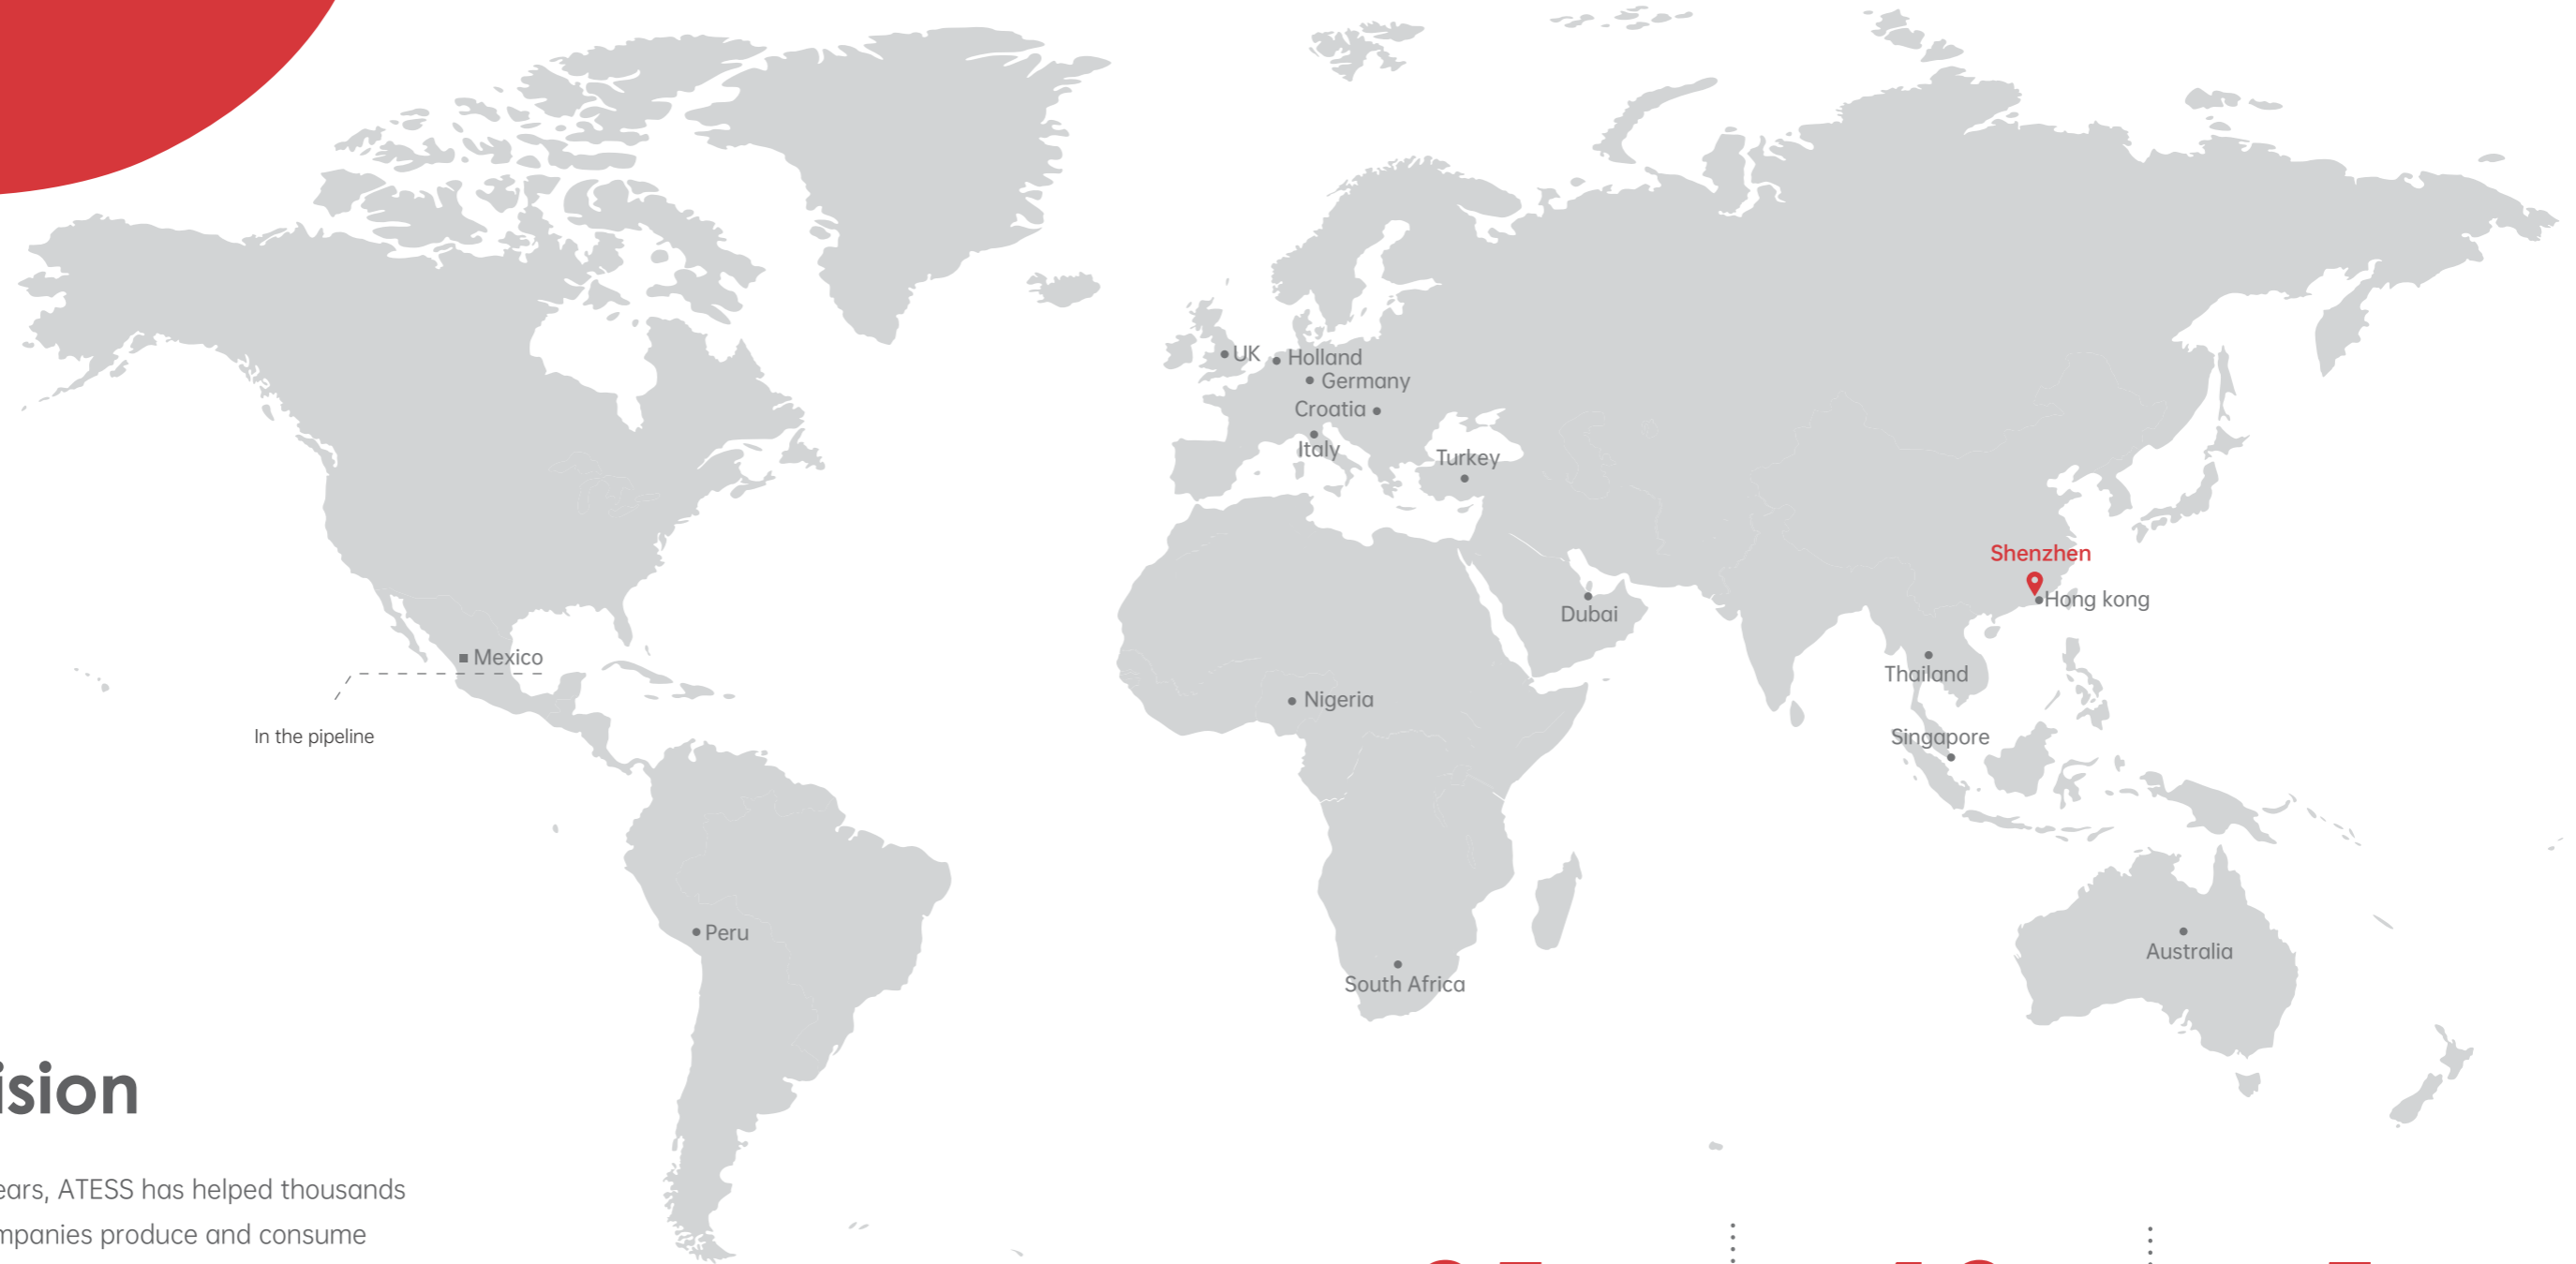 UK
Holland
Germany
Croatia
Italy
Turkey
Shenzhen
Hong kong
Dubai
Mexico
Thailand
Nigeria
In the pipeline
Singapore
Peru
Australia
South Africa
ision
ears, ATESS has helped thousands
mpanies produce and consume